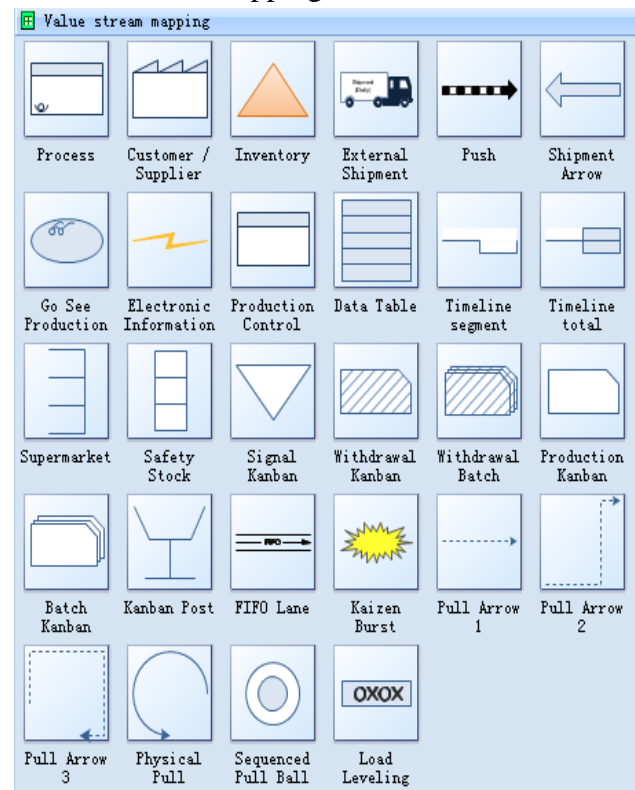 Value stream mapping
Shipment
(Daily)
Process
Customer /
Supplier
Inventory
External
Shipment
Push
Shipment
Arrow
Go See
Production
Electronic
Information
Production
Control
Data Table
Timeline
segment
Timeline
total
Supermarket
Safety
Stock
Signal
Kanban
Withdrawal
Kanban
Withdrawal
Batch
Production
Kanban
FIFO
Batch
Kanban
Kanban Post
FIFO Lane
Kaizen
Burst
Pull Arrow
1
Pull Arrow
2
OXOX
Pull Arrow
3
Physical
Pull
Sequenced
Pull Ball
Load
Leveling